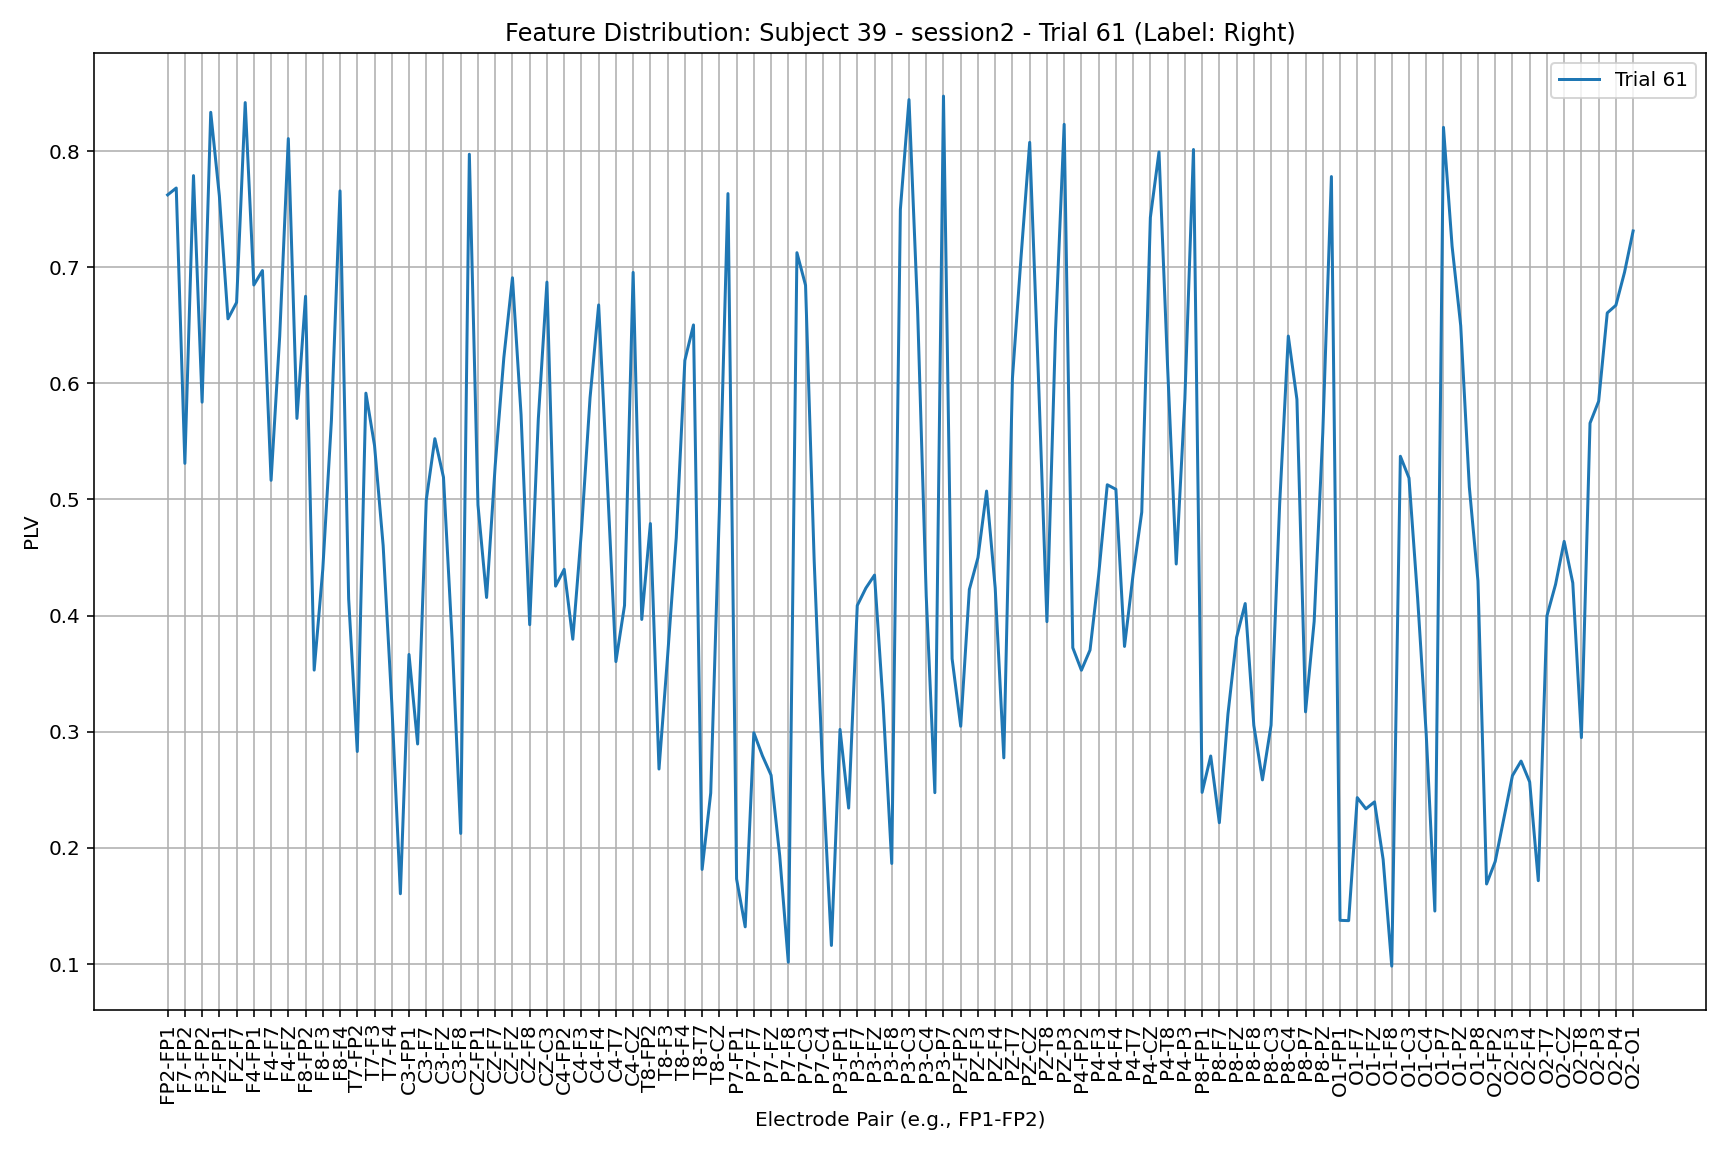 Feature Distribution: Subject 39 - session2 - Trial 61 (Label: Right)
Trial 61
PLV
0.8
0.7
0.6
0.5
0.4
0.3
0.2
0.1
FP2-FP1
F7-FP2
F3-FP2
FZ-FP1
FZ-F7
F4-FP1
F4-F7
F4-FZ
F8-FP2
F8-F3
F8-F4
T7-FP2
T7-F3
T7-F4
C3-FP1
C3-F7
C3-FZ
C3-F8
CZ-FP1
CZ-F7
CZ-FZ
CZ-F8
CZ-C3
C4-FP2
C4-F3
C4-F4
C4-T7
C4-CZ
T8-FP2
T8-F3
T8-F4
T8-T7
T8-CZ
P7-FP1
P7-F7
P7-FZ
P7-F8
P7-C3
P7-C4
P3-FP1
P3-F7
P3-FZ
P3-F8
P3-C3
P3-C4
P3-P7
PZ-FP2
PZ-F3
PZ-F4
PZ-T7
PZ-CZ
PZ-T8
PZ-P3
P4-FP2
P4-F3
P4-F4
P4-T7
P4-CZ
P4-T8
P4-P3
P8-FP1
P8-F7
P8-FZ
P8-F8
P8-C3
P8-C4
P8-P7
P8-PZ
O1-FP1
O1-F7
O1-FZ
O1-F8
O1-C3
O1-C4
O1-P7
O1-PZ
O1-P8
O2-FP2
O2-F3
O2-F4
O2-T7
O2-CZ
O2-T8
O2-P3
O2-P4
O2-O1
Electrode Pair (e.g., FP1-FP2)